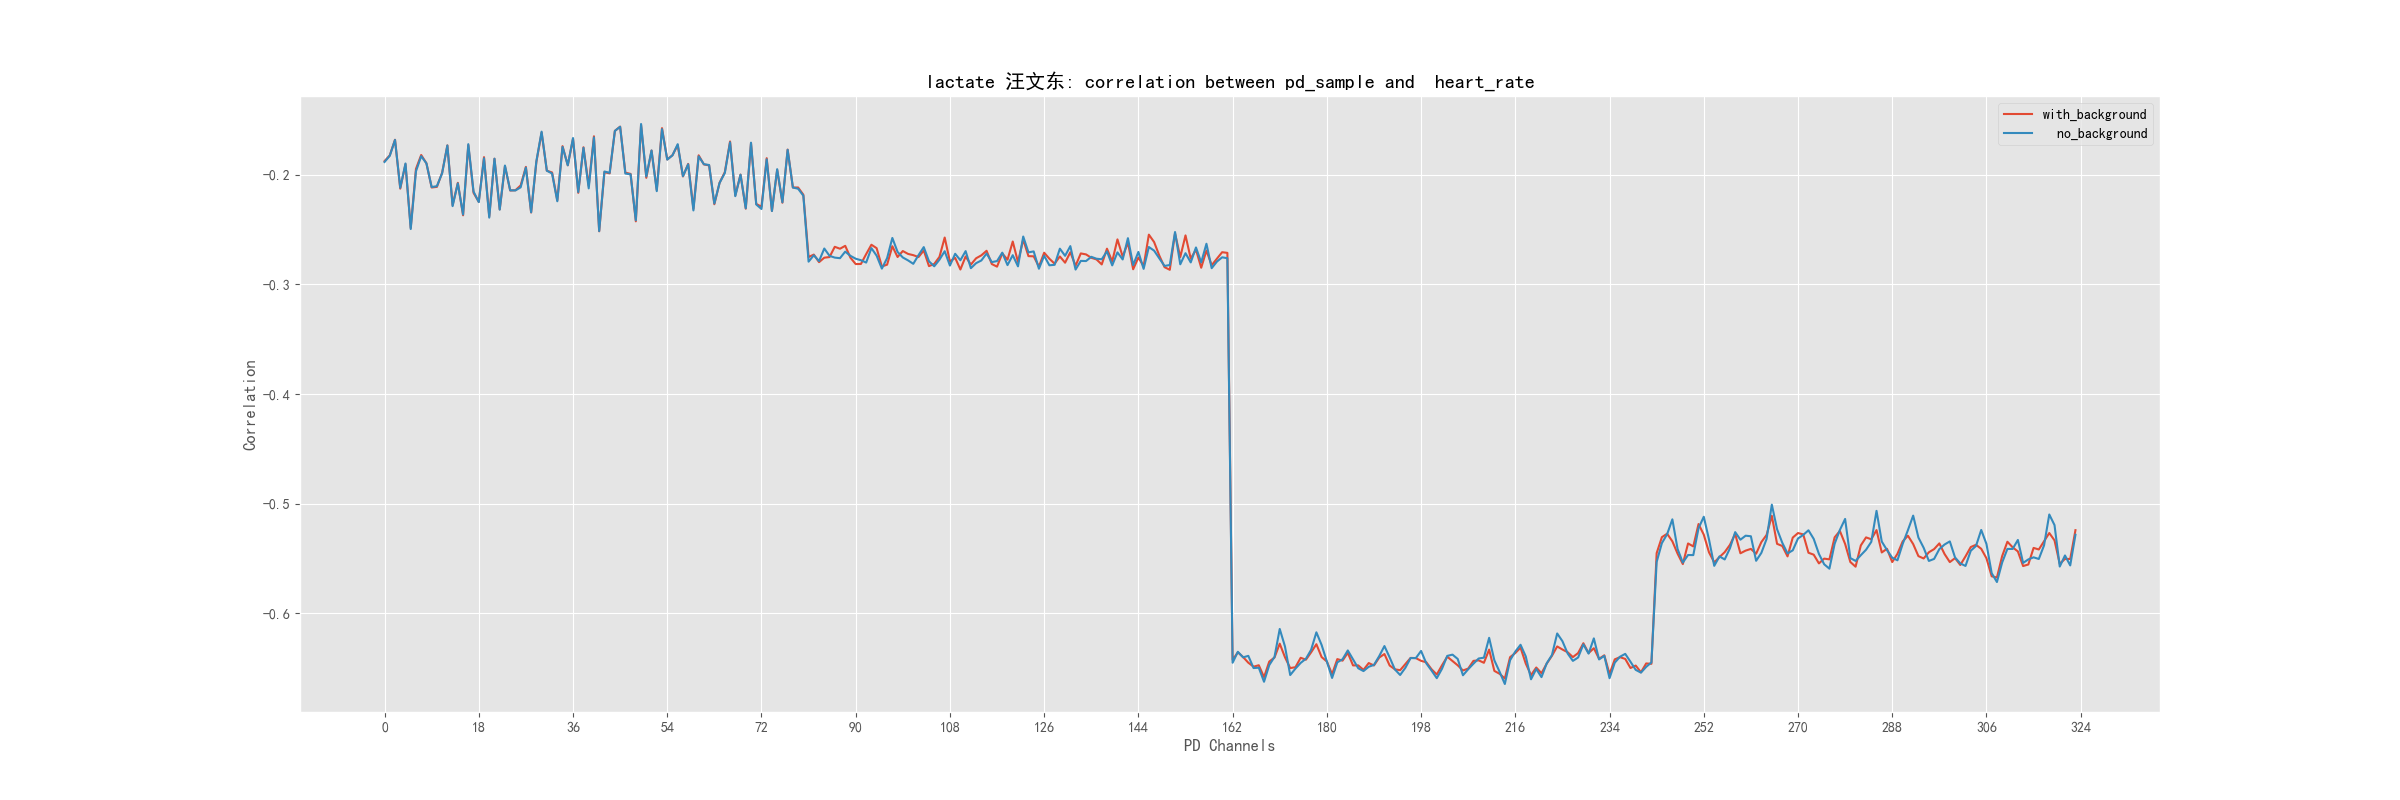 lactate 汪文东: correlation between pd_sample and  heart_rate
with_background
no_background
-0.2
-0.3
-0.4
-0.5
-0.6
Correlation
0 18 36 54 72 90 108 126 144 162 180 198 216 234 252 270 288 306 324
PD Channels